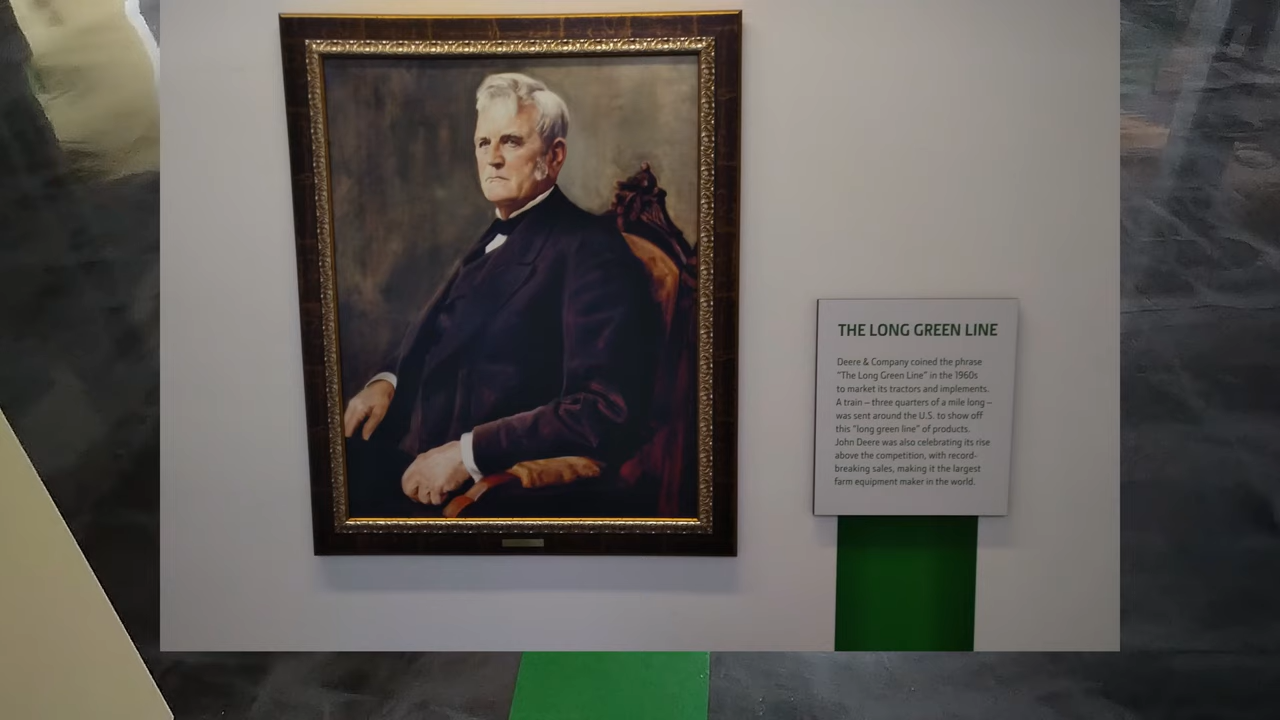 THE LONG GREEN LINE
Deere & Company coined the phrase
"The Long Green Line" in the 1960s
to market its tractors and implements.
A train – three quarters of a mile long –
was sent around the U.S. to show off
this "long green line" of products.
John Deere was also celebrating its rise
above the competition, with record-
breaking sales, making it the largest
farm equipment maker in the world.